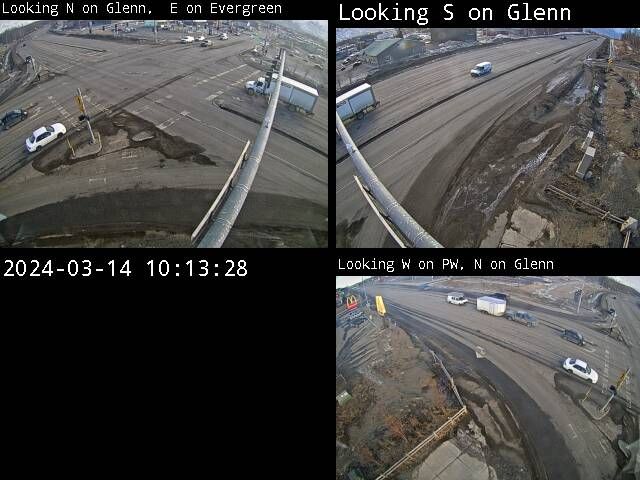 Looking N on Glenn,  E on Evergreen
Looking S on Glenn
2024-03-14 10:13:28
Looking W on PW, N on Glenn